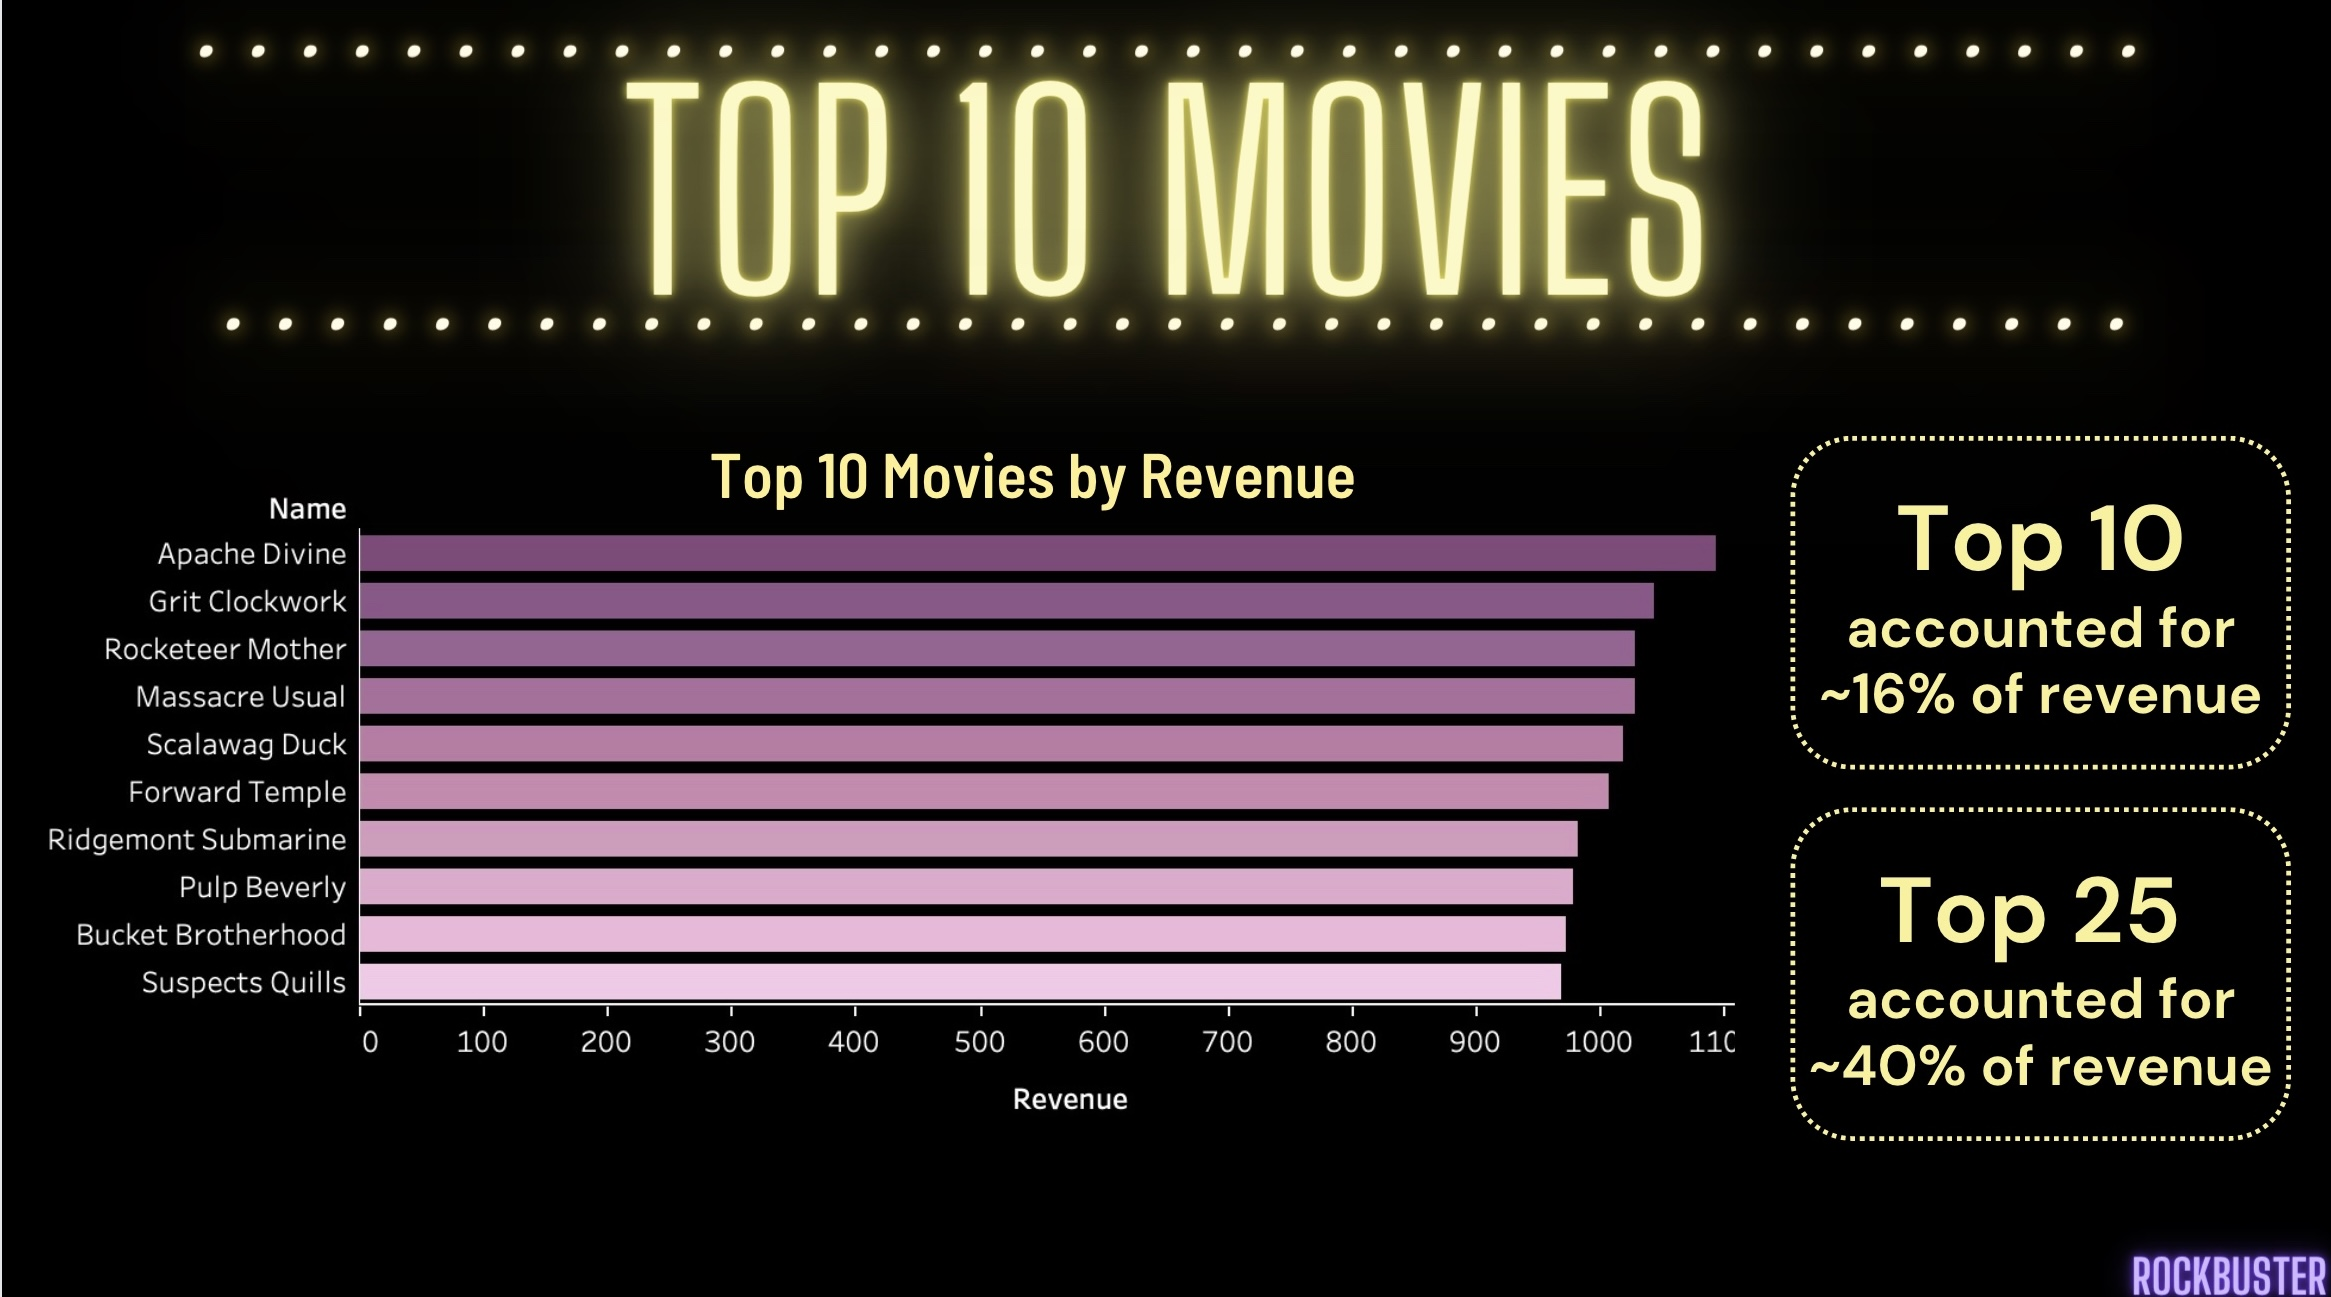 TOP 10 MOVIES
Top 10 Movies by Revenue
Name
Apache Divine
Grit Clockwork
Rocketeer Mother
Massacre Usual
Scalawag Duck
Forward Temple
Ridgemont Submarine
Pulp Beverly
Bucket Brotherhood
Suspects Quills
0 100 200 300 400 500 600 700 800 900 1000 110
Revenue
Top 10
accounted for
~16% of revenue
Top 25
accounted for
~40% of revenue
ROCKBUSTER